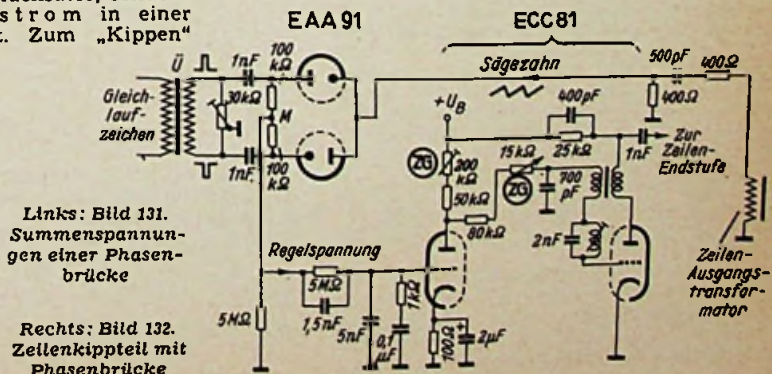 strom in einer
Zum „Kippen“
EAA 91
ECC 81
Ü
1nF
100 kΩ
Gleich-
lauf-
zeichen
30kΩ
M
1nF
100 kΩ
Sägezahn
500pF
400Ω
400Ω
+U_B
400pF
25kΩ
1nF
Zur
Zeilen-
Endstufe
ZG
200 kΩ
50kΩ
15 kΩ
ZG
700 pF
80kΩ
2nF
Zeilen-
Ausgangs-
transfor-
mator
Links: Bild 131.
Summenspannun-
gen einer Phasen-
brücke
Regelspannung
5MΩ
5MΩ
1,5nF
5nF
0,1 µF
1kΩ
100Ω
2µF
Rechts: Bild 132.
Zeilenkippteil mit
Phasenbrücke